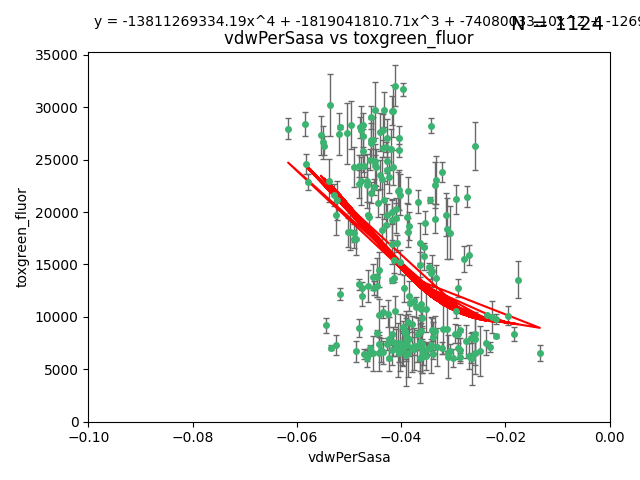 y = -13811269334.19x^4 + -1819041810.71x^3 + -74080033.10x^2 + -1269
N = 1124
vdwPerSasa vs toxgreen_fluor
35000
30000
25000
20000
15000
10000
5000
0
toxgreen_fluor
−0.10 −0.08 −0.06 −0.04 −0.02 0.00
vdwPerSasa